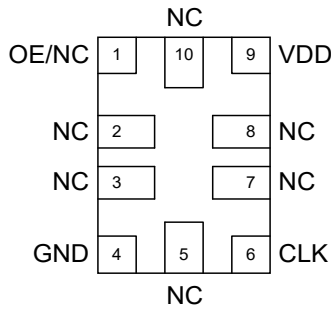 NC
OE/NC 1 10 9 VDD
NC 2 8 NC
NC 3 7 NC
GND 4 5 6 CLK
NC